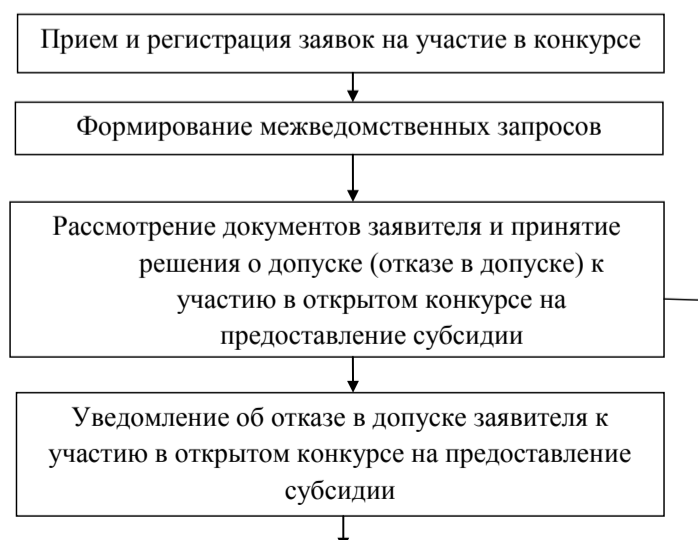 Прием и регистрация заявок на участие в конкурсе
Формирование межведомственных запросов
Рассмотрение документов заявителя и принятие
решения о допуске (отказе в допуске) к
участию в открытом конкурсе на
предоставление субсидии
Уведомление об отказе в допуске заявителя к
участию в открытом конкурсе на предоставление
субсидии